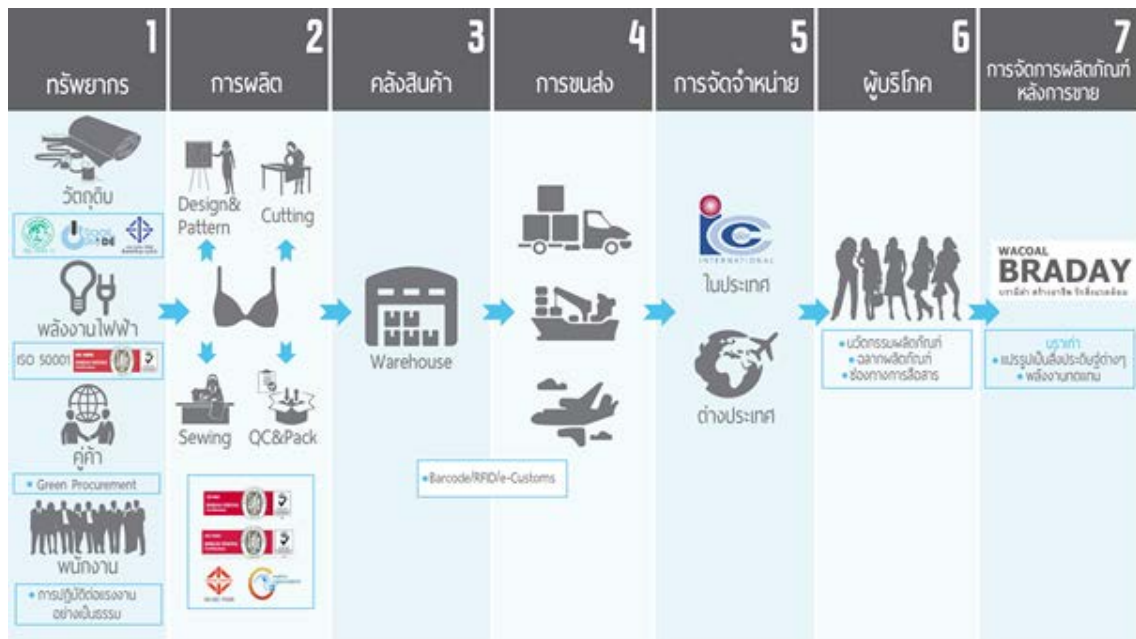 1
ทรัพยากร
วัตถุดิบ
พลังงานไฟฟ้า
ISO 50001
คู่ค้า
• Green Procurement
พนักงาน
• การปฏิบัติต่อแรงงาน
อย่างเป็นธรรม
2
การผลิต
Design&
Pattern
Cutting
Sewing
QC&Pack
3
คลังสินค้า
Warehouse
4
การขนส่ง
• Barcode/RFID/e-Customs
5
การจัดจำหน่าย
ICC
INTERNATIONAL
ในประเทศ
ต่างประเทศ
6
ผู้บริโภค
• นวัตกรรมผลิตภัณฑ์
• ฉลากผลิตภัณฑ์
• ช่องทางการสื่อสาร
7
การจัดการผลิตภัณฑ์
หลังการขาย
WACOAL
BRADAY
บราเก่า
• แปรรูปเป็นสิ่งประดิษฐ์ต่างๆ
• พลังงานทดแทน